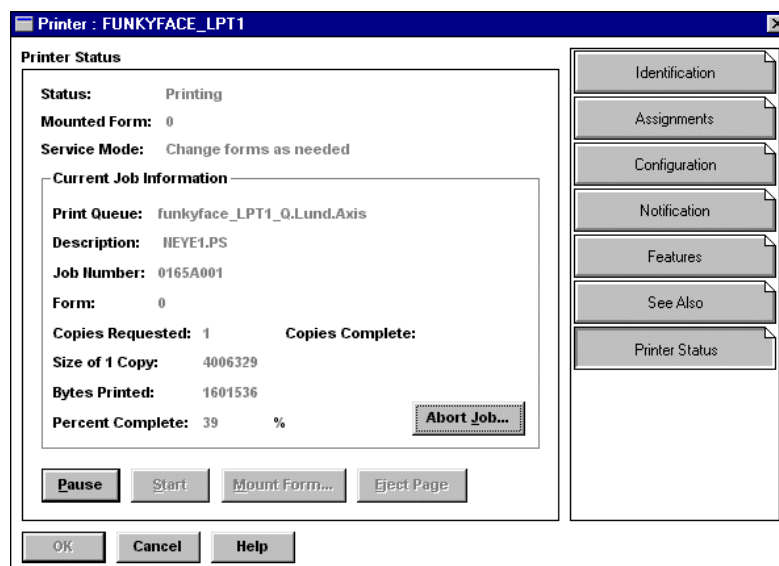 Printer : FUNKYFACE_LPT1
Printer Status
Status: Printing
Mounted Form: 0
Service Mode: Change forms as needed
Current Job Information
Print Queue: funkyface_LPT1_Q.Lund.Axis
Description: NEYE1.PS
Job Number: 0165A001
Form: 0
Copies Requested: 1 Copies Complete:
Size of 1 Copy: 4006329
Bytes Printed: 1601536
Percent Complete: 39 %
Abort Job...
Pause Start Mount Form... Eject Page
OK Cancel Help
Identification
Assignments
Configuration
Notification
Features
See Also
Printer Status